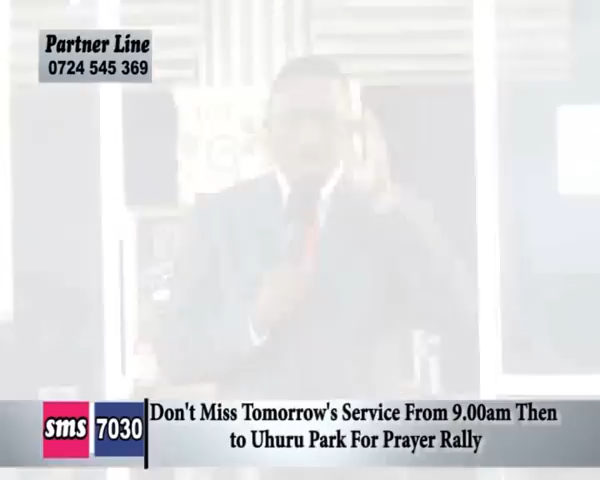 Partner Line
0724 545 369
sms 7030
Don't Miss Tomorrow's Service From 9.00am Then
to Uhuru Park For Prayer Rally